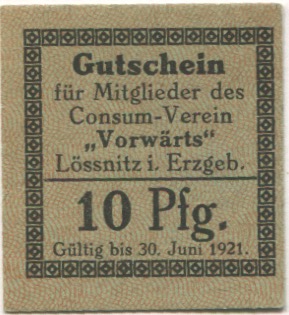 Gutschein
für Mitglieder des
Consum-Verein
„Vorwärts“
Lössnitz i. Erzgeb.
10 Pfg.
Gültig bis 30. Juni 1921.